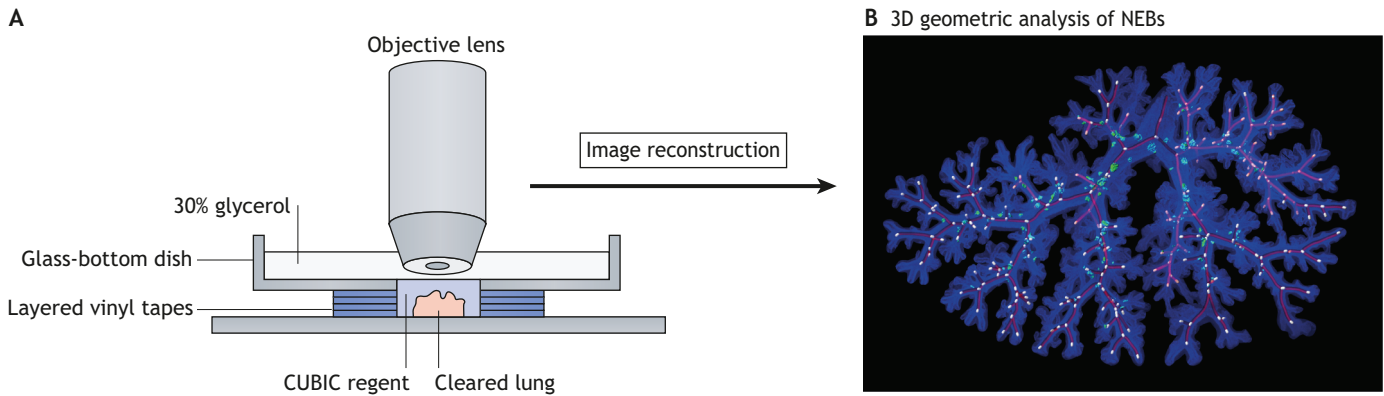 A
Objective lens
30% glycerol
Glass-bottom dish
Layered vinyl tapes
CUBIC regent
Cleared lung
Image reconstruction
B 3D geometric analysis of NEBs